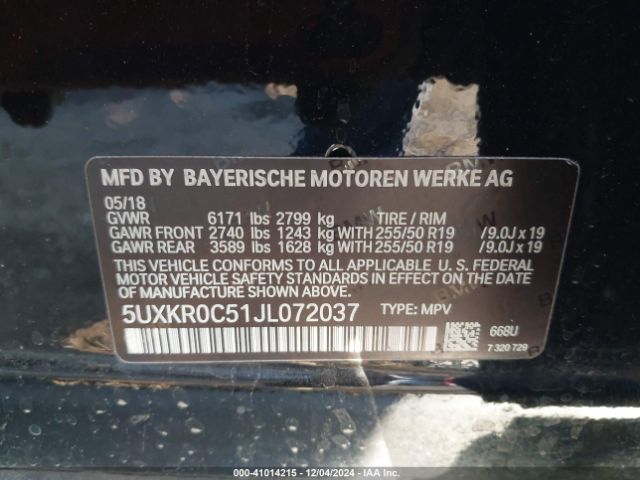 MFD BY BAYERISCHE MOTOREN WERKE AG
05/18
GVWR 6171 lbs 2799 kg TIRE / RIM
GAWR FRONT 2740 lbs 1243 kg WITH 255/50 R19 /9.0J x 19
GAWR REAR 3589 lbs 1628 kg WITH 255/50 R19 /9.0J x 19
THIS VEHICLE CONFORMS TO ALL APPLICABLE U. S. FEDERAL
MOTOR VEHICLE SAFETY STANDARDS IN EFFECT ON THE DATE
OF MANUFACTURE SHOWN ABOVE.
5UXKR0C51JL072037 TYPE: MPV
668U
7 320 729
000-41014215 - 12/04/2024 - IAA Inc.